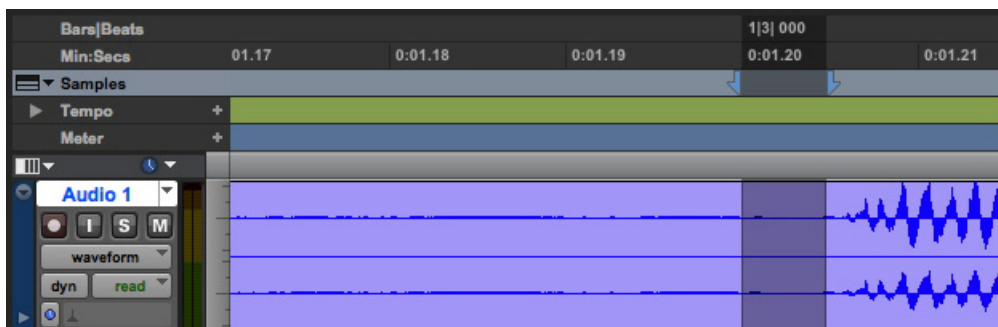 Bars|Beats 1|3| 000
Min:Secs 01.17 0:01.18 0:01.19 0:01.20 0:01.21
Samples
Tempo +
Meter +
Audio 1
I S M
waveform
dyn read